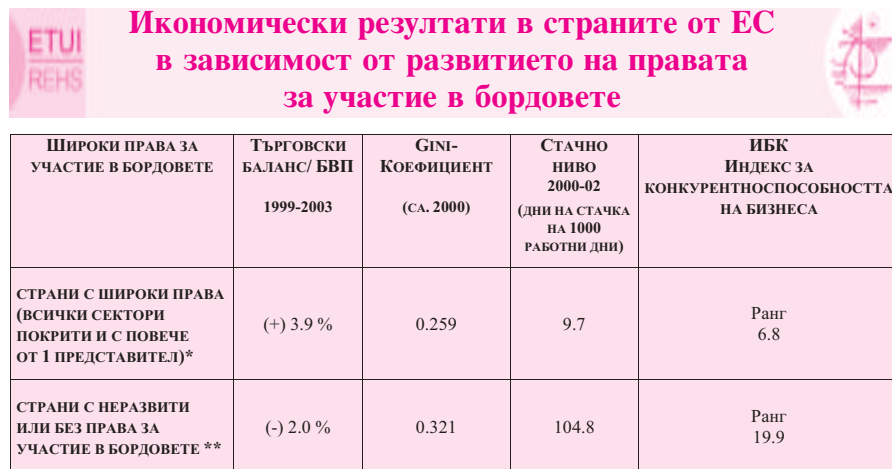 ETUI
REHS
Икономически резултати в страните от ЕС
в зависимост от развитието на правата
за участие в бордовете
Широки права за
участие в бордовете
Търговски
баланс/ БВП
1999-2003
Gini-
Коефициент
(ca. 2000)
Стачно
ниво
2000-02
(дни на стачка
на 1000
работни дни)
ИБК
Индекс за
конкурентноспособността
на бизнеса
страни с широки права
(всички сектори
покрити и с повече
от 1 представител)*
(+) 3.9 %
0.259
9.7
Ранг
6.8
страни с неразвити
или без права за
участие в бордовете **
(-) 2.0 %
0.321
104.8
Ранг
19.9